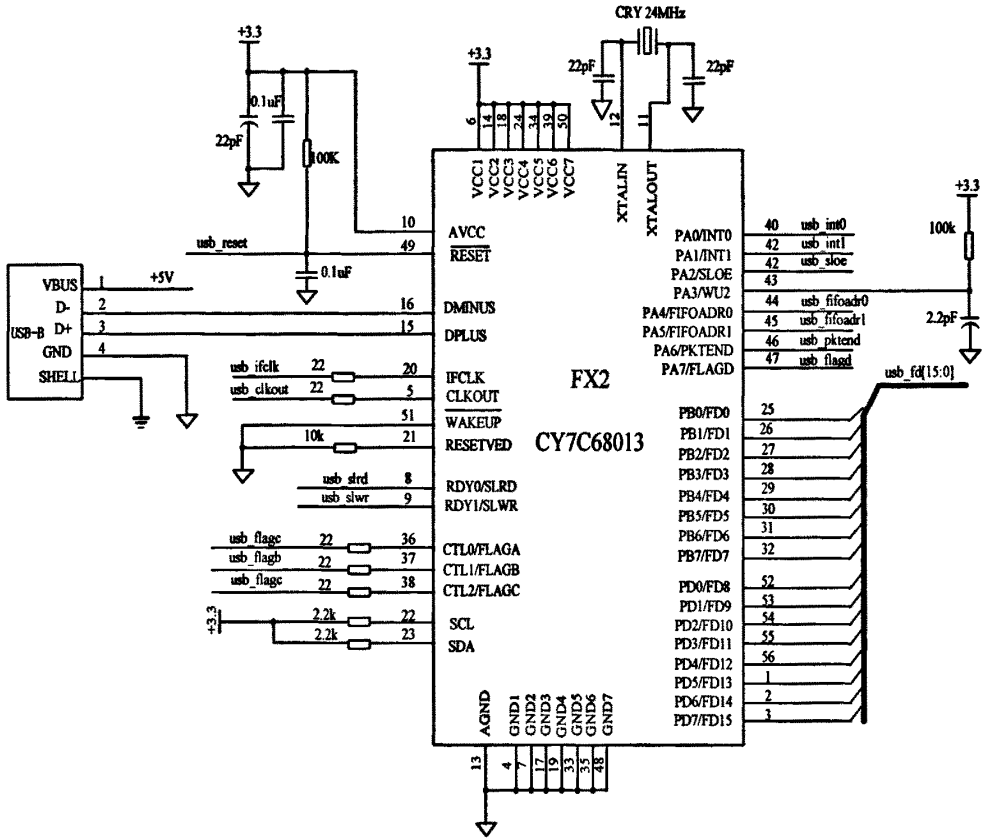 CRY 24MHz
+3.3
+3.3
22pF
22pF
0.1uF
22pF
100K
6
14
18
24
34
39
50
12
11
VCC1
VCC2
VCC3
VCC4
VCC5
VCC6
VCC7
XTALIN
XTALOUT
+3.3
100k
2.2pF
10 AVCC
usb_reset 49 RESET
0.1uF
USB-B
VBUS 1 +5V
D- 2
D+ 3
GND 4
SHELL
16 DMINUS
15 DPLUS
usb_ifclk 22 20 IFCLK
usb_clkout 22 5 CLKOUT
51 WAKEUP
10k 21 RESETVED
usb_slrd 8 RDY0/SLRD
usb_slwr 9 RDY1/SLWR
usb_flagc 22 36 CTL0/FLAGA
usb_flagb 22 37 CTL1/FLAGB
usb_flagc 22 38 CTL2/FLAGC
+3.3
2.2k 22 SCL
2.2k 23 SDA
FX2
CY7C68013
PA0/INT0 40 usb_int0
PA1/INT1 42 usb_int1
PA2/SLOE 42 usb_sloe
PA3/WU2 43
PA4/FIFOADR0 44 usb_fifoadr0
PA5/FIFOADR1 45 usb_fifoadr1
PA6/PKTEND 46 usb_pktend
PA7/FLAGD 47 usb_flagd
usb_fd[15:0]
PB0/FD0 25
PB1/FD1 26
PB2/FD2 27
PB3/FD3 28
PB4/FD4 29
PB5/FD5 30
PB6/FD6 31
PB7/FD7 32
PD0/FD8 52
PD1/FD9 53
PD2/FD10 54
PD3/FD11 55
PD4/FD12 56
PD5/FD13 1
PD6/FD14 2
PD7/FD15 3
AGND
GND1
GND2
GND3
GND4
GND5
GND6
GND7
13
4
7
17
19
33
35
48